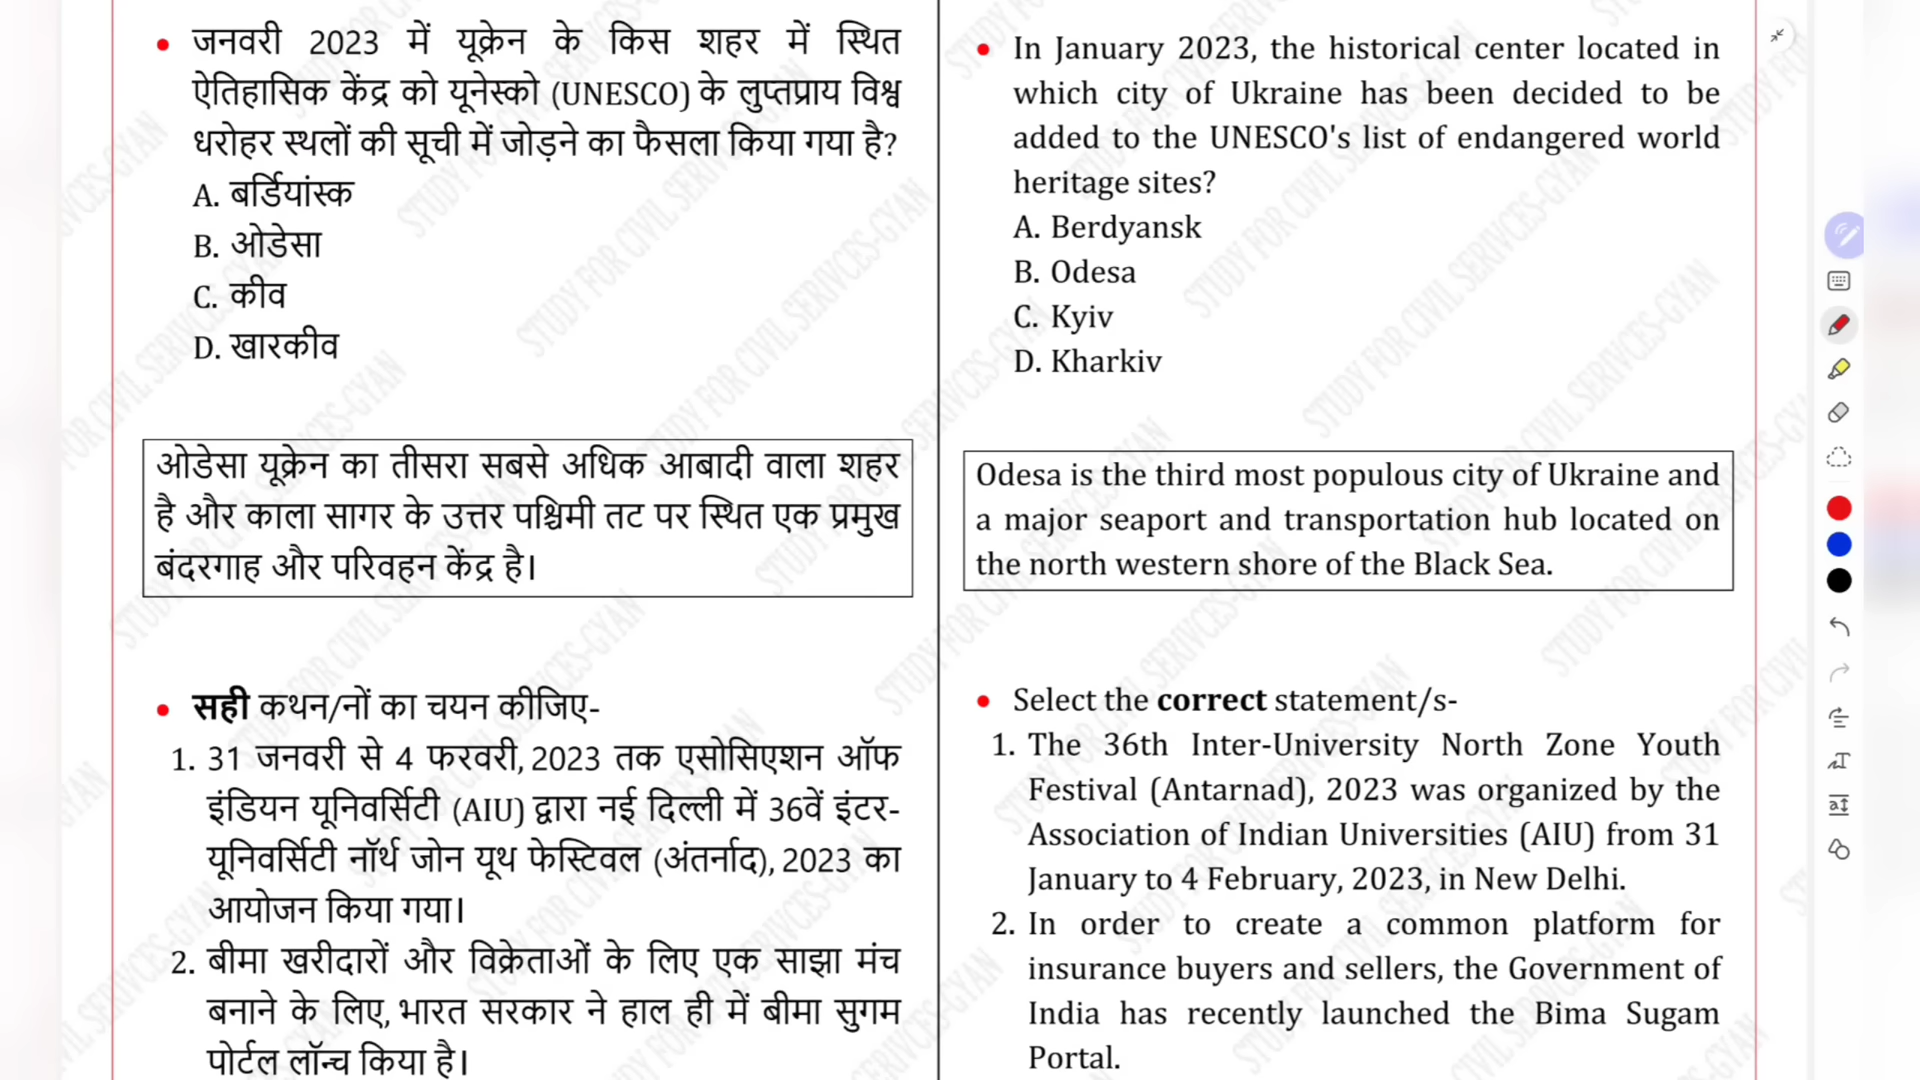 जनवरी 2023 में यूक्रेन के किस शहर में स्थित
ऐतिहासिक केंद्र को यूनेस्को (UNESCO) के लुप्तप्राय विश्व
धरोहर स्थलों की सूची में जोड़ने का फैसला किया गया है?
A. बर्डियांस्क
B. ओडेसा
C. कीव
D. खारकीव
ओडेसा यूक्रेन का तीसरा सबसे अधिक आबादी वाला शहर
है और काला सागर के उत्तर पश्चिमी तट पर स्थित एक प्रमुख
बंदरगाह और परिवहन केंद्र है।
सही कथन/नों का चयन कीजिए-
1. 31 जनवरी से 4 फरवरी, 2023 तक एसोसिएशन ऑफ
इंडियन यूनिवर्सिटी (AIU) द्वारा नई दिल्ली में 36वें इंटर-
यूनिवर्सिटी नॉर्थ जोन यूथ फेस्टिवल (अंतर्नाद), 2023 का
आयोजन किया गया।
2. बीमा खरीदारों और विक्रेताओं के लिए एक साझा मंच
बनाने के लिए, भारत सरकार ने हाल ही में बीमा सुगम
पोर्टल लॉन्च किया है।
In January 2023, the historical center located in
which city of Ukraine has been decided to be
added to the UNESCO's list of endangered world
heritage sites?
A. Berdyansk
B. Odesa
C. Kyiv
D. Kharkiv
Odesa is the third most populous city of Ukraine and
a major seaport and transportation hub located on
the north western shore of the Black Sea.
Select the correct statement/s-
1. The 36th Inter-University North Zone Youth
Festival (Antarnad), 2023 was organized by the
Association of Indian Universities (AIU) from 31
January to 4 February, 2023, in New Delhi.
2. In order to create a common platform for
insurance buyers and sellers, the Government of
India has recently launched the Bima Sugam
Portal.
STUDY FOR CIVIL SERIVCES-GYAN